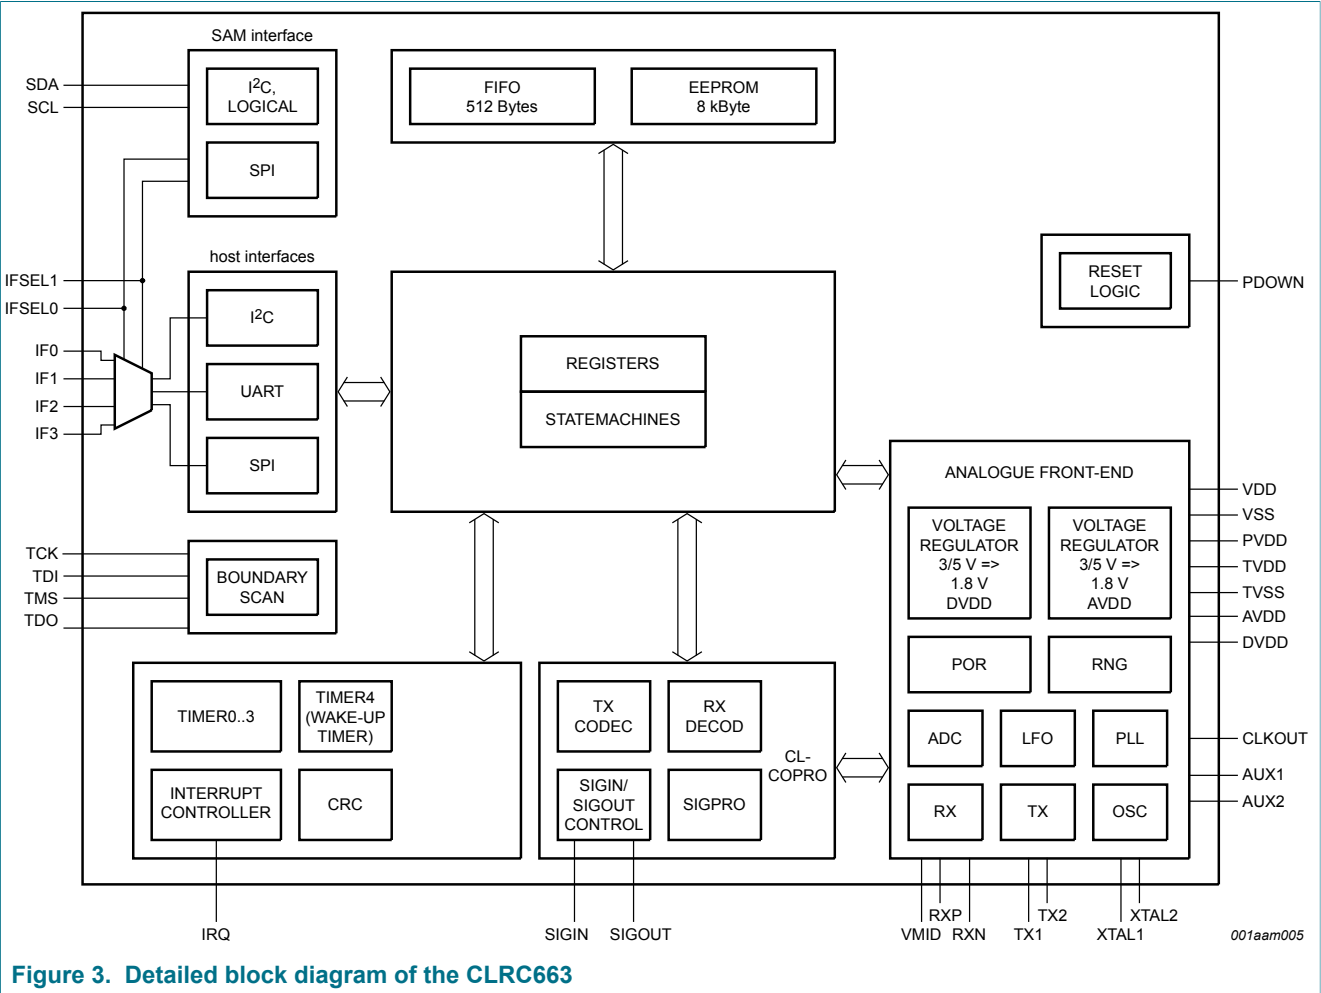 SAM interface
SDA
SCL
I2C,
LOGICAL
SPI
FIFO
512 Bytes
EEPROM
8 kByte
host interfaces
IFSEL1
IFSEL0
IF0
IF1
IF2
IF3
I2C
UART
SPI
REGISTERS
STATEMACHINES
RESET
LOGIC
PDOWN
TCK
TDI
TMS
TDO
BOUNDARY
SCAN
ANALOGUE FRONT-END
VOLTAGE
REGULATOR
3/5 V =>
1.8 V
DVDD
VOLTAGE
REGULATOR
3/5 V =>
1.8 V
AVDD
POR
RNG
ADC
LFO
PLL
RX
TX
OSC
VDD
VSS
PVDD
TVDD
TVSS
AVDD
DVDD
CLKOUT
AUX1
AUX2
TIMER0..3
TIMER4
(WAKE-UP
TIMER)
INTERRUPT
CONTROLLER
CRC
TX
CODEC
RX
DECOD
SIGIN/
SIGOUT
CONTROL
SIGPRO
CL-
COPRO
IRQ
SIGIN
SIGOUT
VMID
RXP
RXN
TX1
TX2
XTAL1
XTAL2
001aam005
Figure 3. Detailed block diagram of the CLRC663